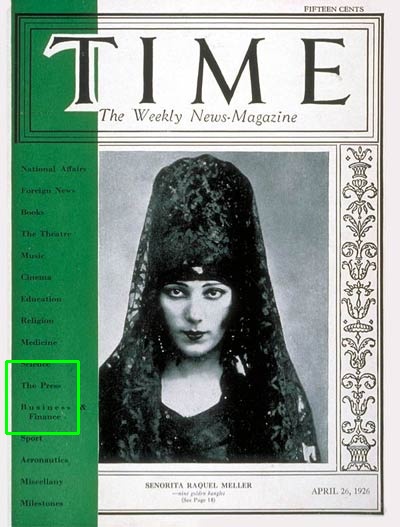 FIFTEEN CENTS
TIME
The Weekly News-Magazine
National Affairs
Foreign News
Books
The Theatre
Music
Cinema
Education
Religion
Medicine
Science
The Press
Business &
Finance
Sport
Aeronautics
Miscellany
Milestones
SENORITA RAQUEL MELLER
—nine golden bangles
(See Page 18)
APRIL 26, 1926